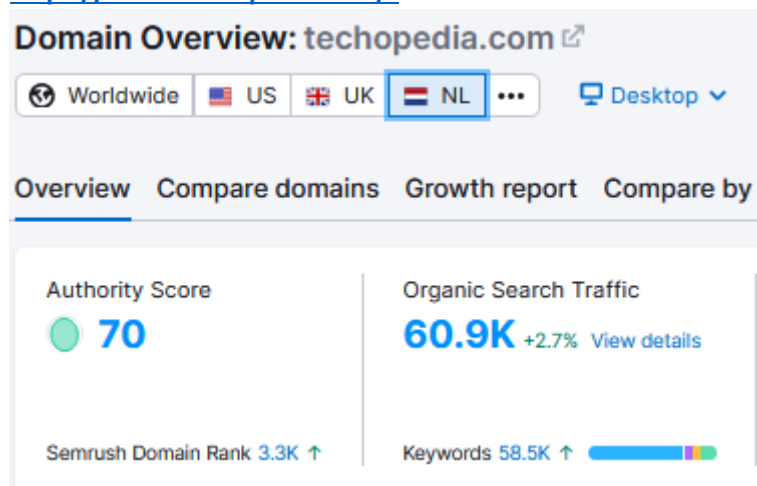 Domain Overview: techopedia.com
Worldwide US UK NL ••• Desktop
Overview Compare domains Growth report Compare by
Authority Score Organic Search Traffic
70 60.9K +2.7% View details
Semrush Domain Rank 3.3K ↑ Keywords 58.5K ↑